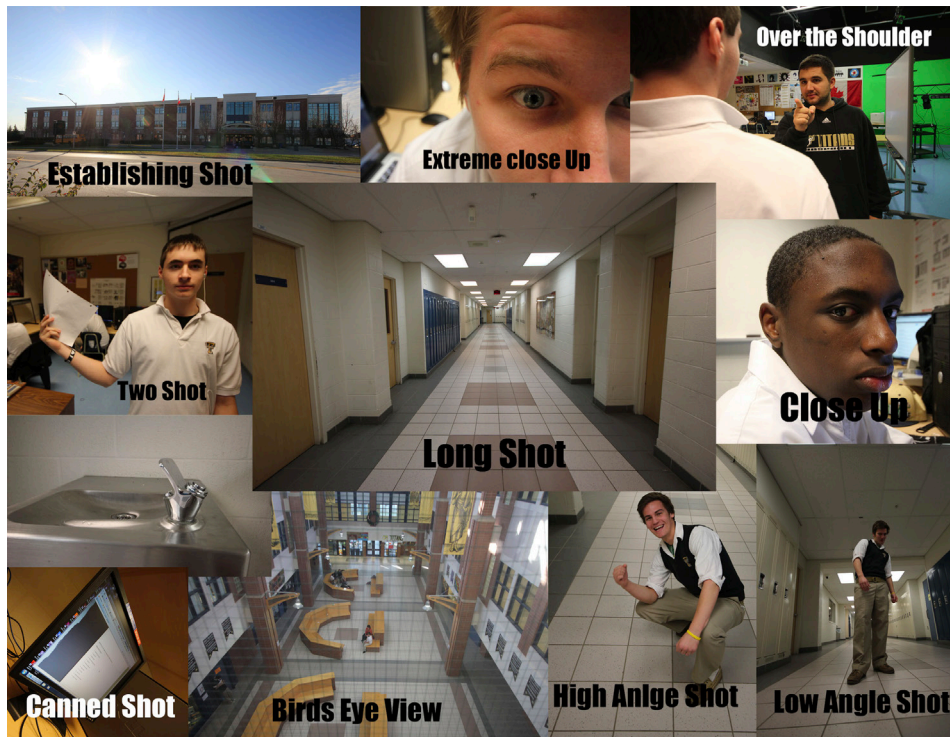 Over the Shoulder
Establishing Shot
Extreme close Up
Two Shot
Close Up
Long Shot
Canned Shot
Birds Eye View
High Anlge Shot
Low Angle Shot